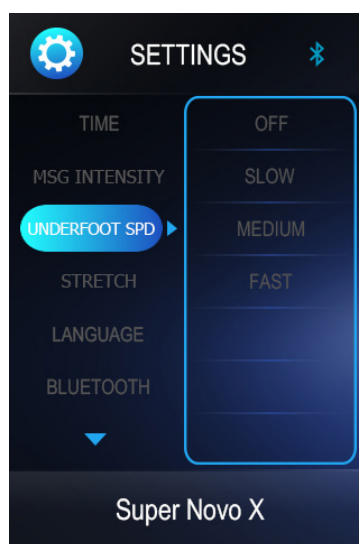 SETTINGS
TIME
MSG INTENSITY
UNDERFOOT SPD
STRETCH
LANGUAGE
BLUETOOTH
OFF
SLOW
MEDIUM
FAST
Super Novo X